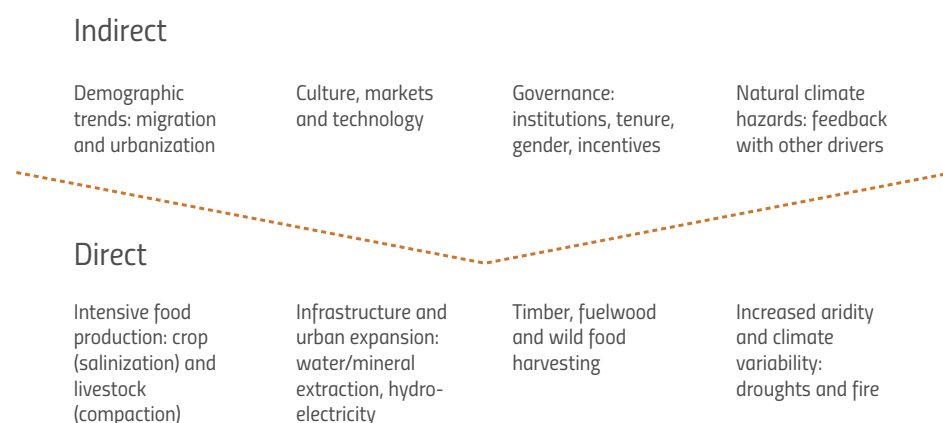 Indirect
Demographic
trends: migration
and urbanization
Culture, markets
and technology
Governance:
institutions, tenure,
gender, incentives
Natural climate
hazards: feedback
with other drivers
Direct
Intensive food
production: crop
(salinization) and
livestock
(compaction)
Infrastructure and
urban expansion:
water/mineral
extraction, hydro-
electricity
Timber, fuelwood
and wild food
harvesting
Increased aridity
and climate
variability:
droughts and fire